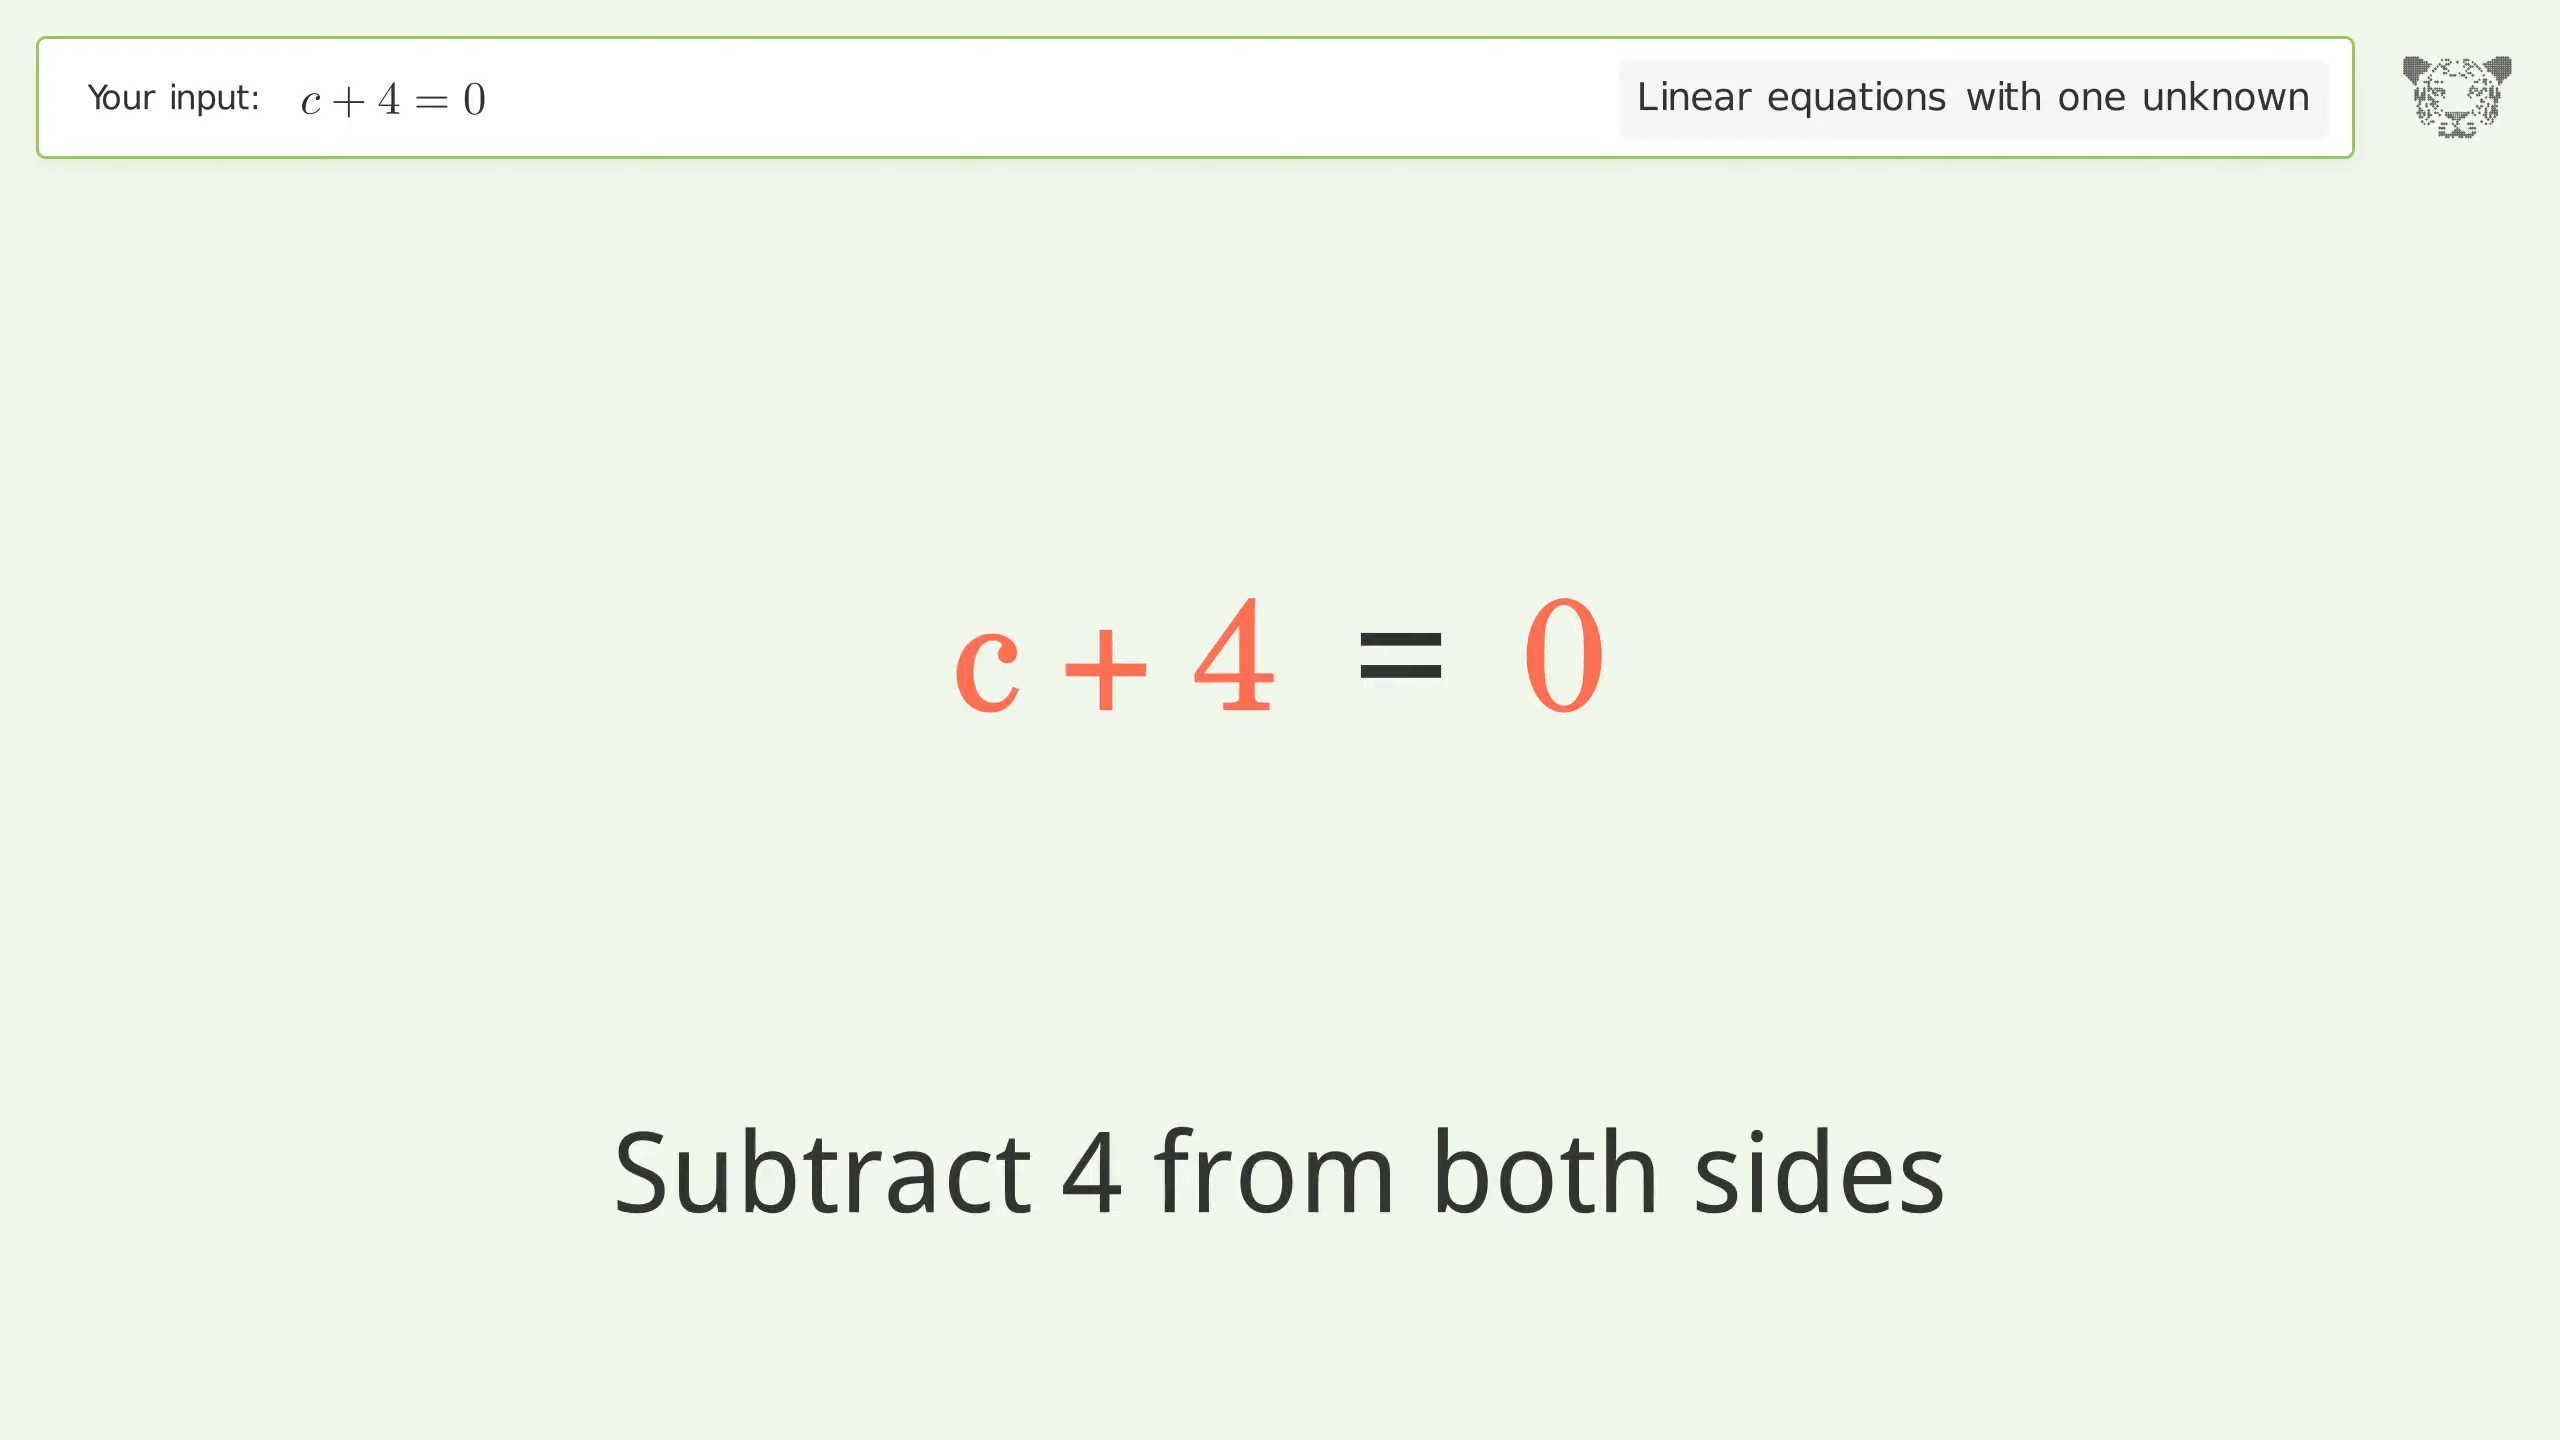 Your input: c + 4 = 0
Linear equations with one unknown
c + 4 = 0
Subtract 4 from both sides